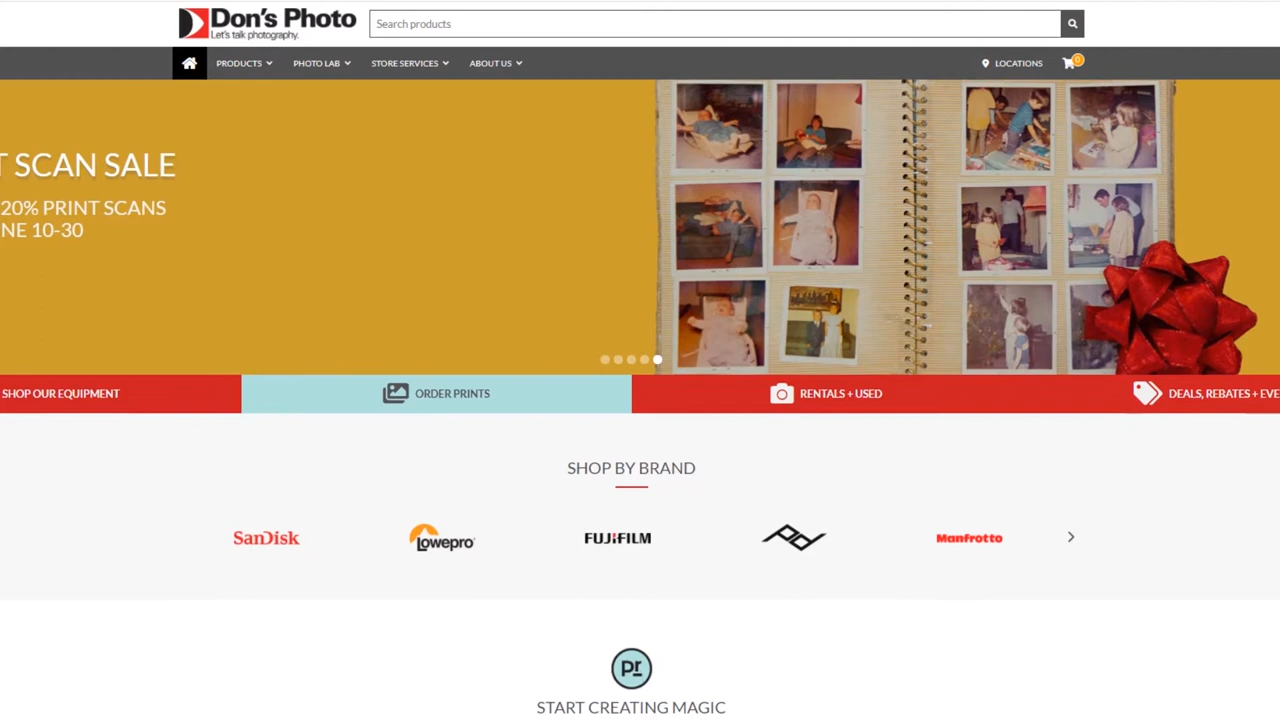 Don's Photo
Let's talk photography.
Search products
PRODUCTS
PHOTO LAB
STORE SERVICES
ABOUT US
LOCATIONS
0
T SCAN SALE
20% PRINT SCANS
NE 10-30
SHOP OUR EQUIPMENT
ORDER PRINTS
RENTALS + USED
DEALS, REBATES + EVE
SHOP BY BRAND
SanDisk
Lowepro
FUJIFILM
Manfrotto
pr
START CREATING MAGIC